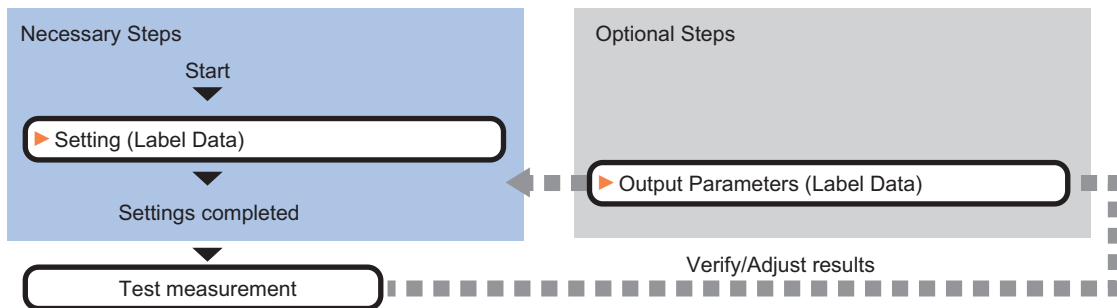 Necessary Steps
Start
Setting (Label Data)
Settings completed
Test measurement
Optional Steps
Output Parameters (Label Data)
Verify/Adjust results